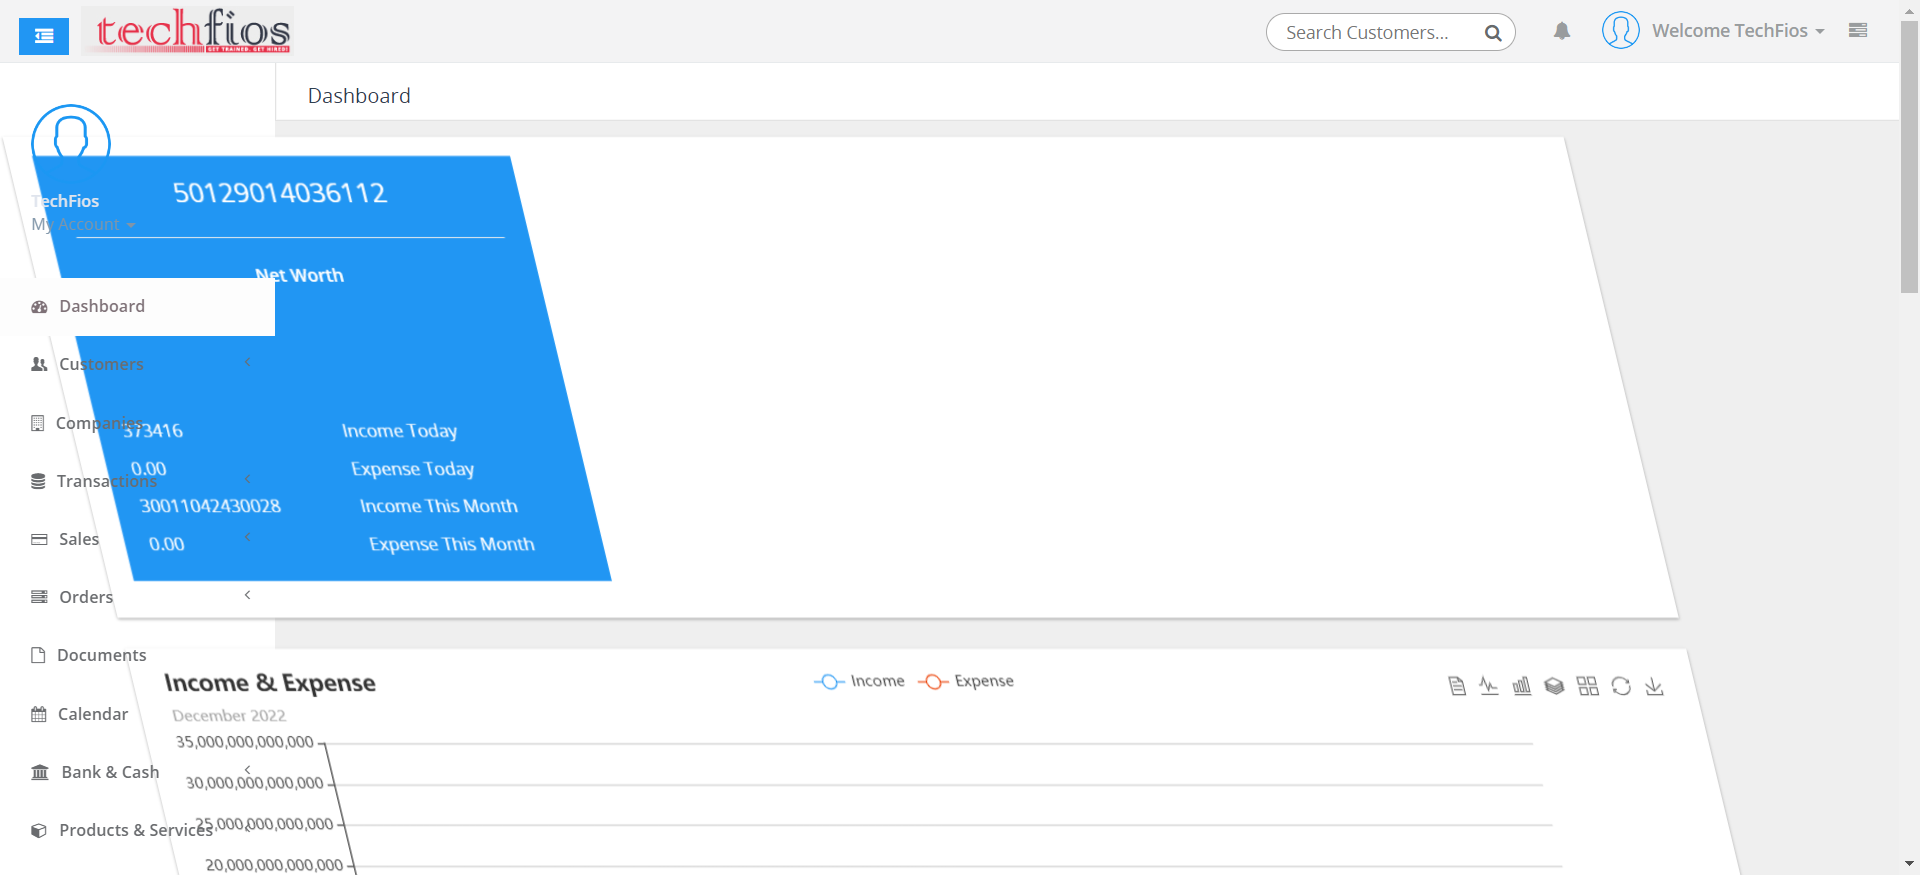 techfios
GET TRAINED. GET HIRED!
Search Customers...
Welcome TechFios
Dashboard
TechFios
My Account
Dashboard
Customers
Companies
Transactions
Sales
Orders
Documents
Calendar
Bank & Cash
Products & Services
50129014036112
Net Worth
373416 Income Today
0.00 Expense Today
30011042430028 Income This Month
0.00 Expense This Month
Income & Expense
December 2022
Income Expense
35,000,000,000,000
30,000,000,000,000
25,000,000,000,000
20,000,000,000,000